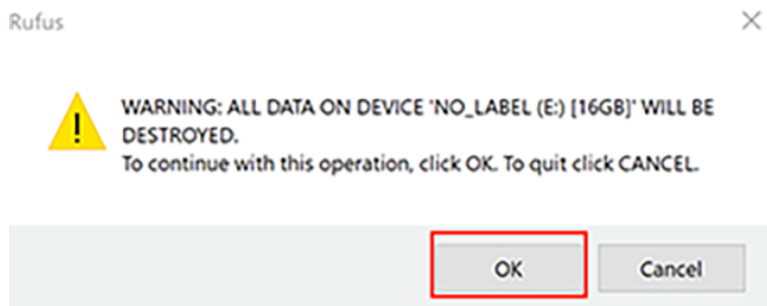 Rufus
WARNING: ALL DATA ON DEVICE 'NO_LABEL (E:) [16GB]' WILL BE
DESTROYED.
To continue with this operation, click OK. To quit click CANCEL.
OK
Cancel